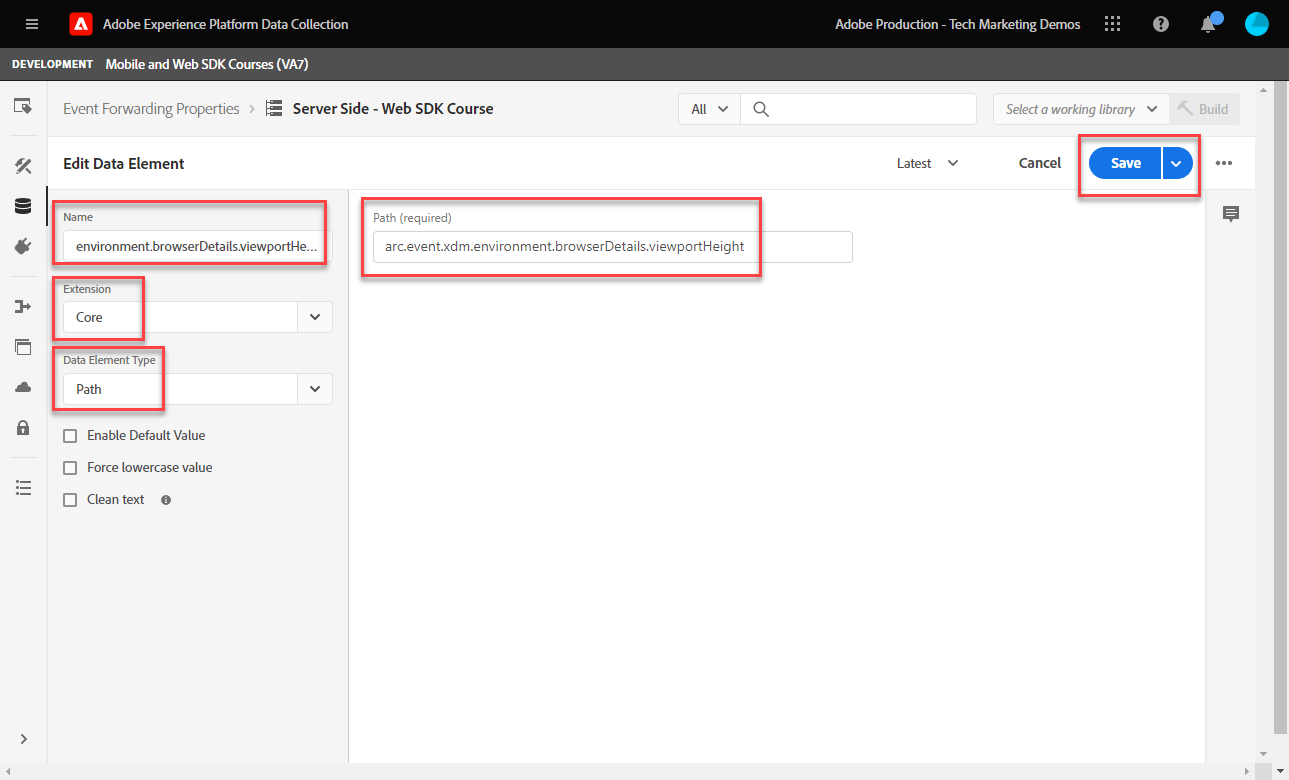 Adobe Experience Platform Data Collection
Adobe Production - Tech Marketing Demos
DEVELOPMENT Mobile and Web SDK Courses (VA7)
Event Forwarding Properties > Server Side - Web SDK Course
All
Select a working library
Build
Edit Data Element
Latest
Cancel
Save
Name
environment.browserDetails.viewportHe...
Extension
Core
Data Element Type
Path
Enable Default Value
Force lowercase value
Clean text
Path (required)
arc.event.xdm.environment.browserDetails.viewportHeight